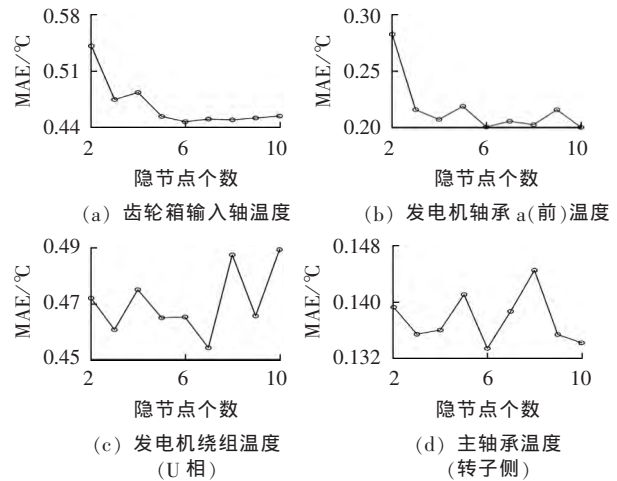 0.58
0.51
0.44
MAE/℃
2
6
10
隐节点个数
(a) 齿轮箱输入轴温度
0.30
0.25
0.20
MAE/℃
2
6
10
隐节点个数
(b) 发电机轴承 a(前)温度
0.49
0.47
0.45
MAE/℃
2
6
10
隐节点个数
(c) 发电机绕组温度
(U 相)
0.148
0.140
0.132
MAE/℃
2
6
10
隐节点个数
(d) 主轴承温度
(转子侧)